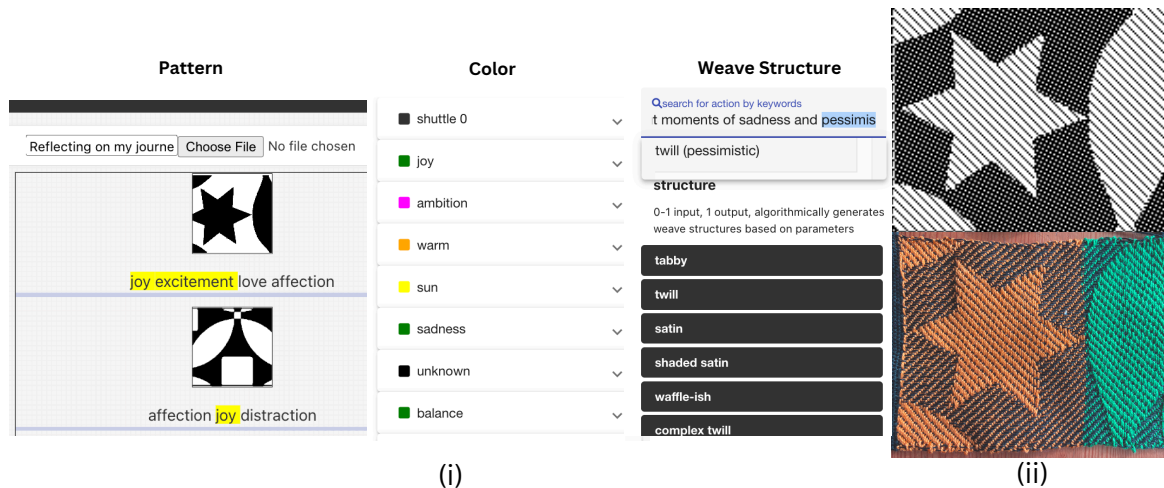 Pattern
Color
Weave Structure
Reflecting on my journe Choose File No file chosen
joy excitement love affection
affection joy distraction
shuttle 0
joy
ambition
warm
sun
sadness
unknown
balance
search for action by keywords
t moments of sadness and pessimis
twill (pessimistic)
structure
0-1 input, 1 output, algorithmically generates
weave structures based on parameters
tabby
twill
satin
shaded satin
waffle-ish
complex twill
(i)
(ii)